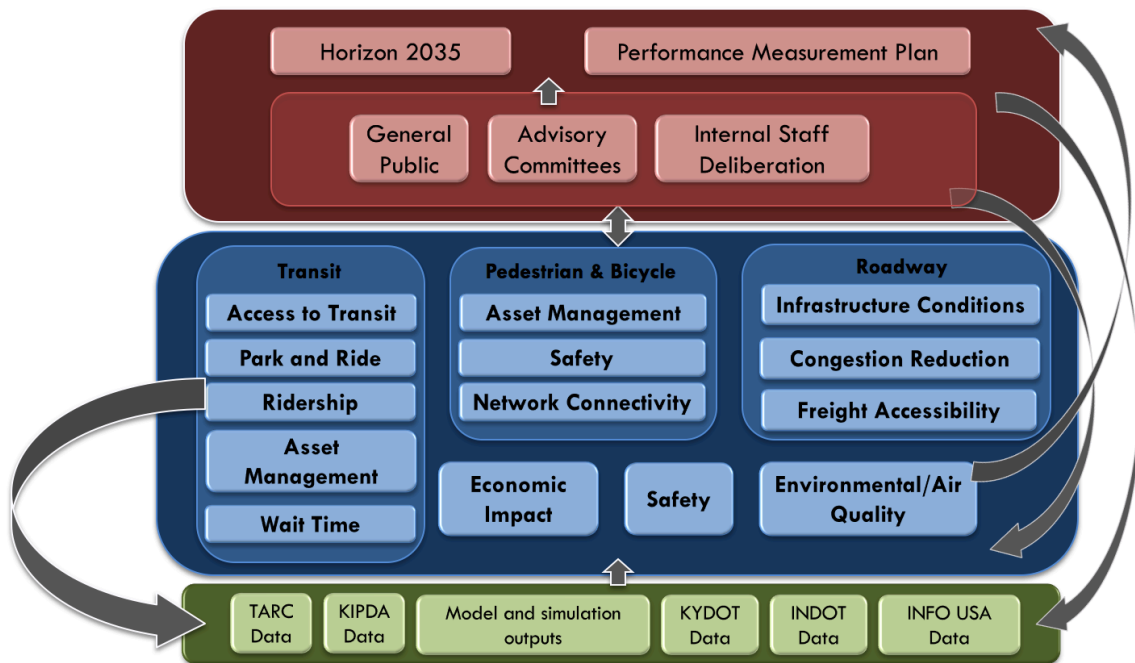 Horizon 2035
Performance Measurement Plan
General
Public
Advisory
Committees
Internal Staff
Deliberation
Transit
Access to Transit
Park and Ride
Ridership
Asset
Management
Wait Time
Pedestrian & Bicycle
Asset Management
Safety
Network Connectivity
Roadway
Infrastructure Conditions
Congestion Reduction
Freight Accessibility
Economic
Impact
Safety
Environmental/Air
Quality
TARC
Data
KIPDA
Data
Model and simulation
outputs
KYDOT
Data
INDOT
Data
INFO USA
Data